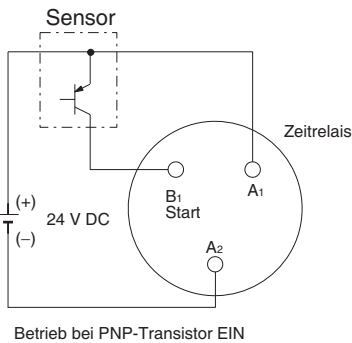 Sensor
Zeitrelais
B1
Start
A1
(+)
24 V DC
(−)
A2
Betrieb bei PNP-Transistor EIN